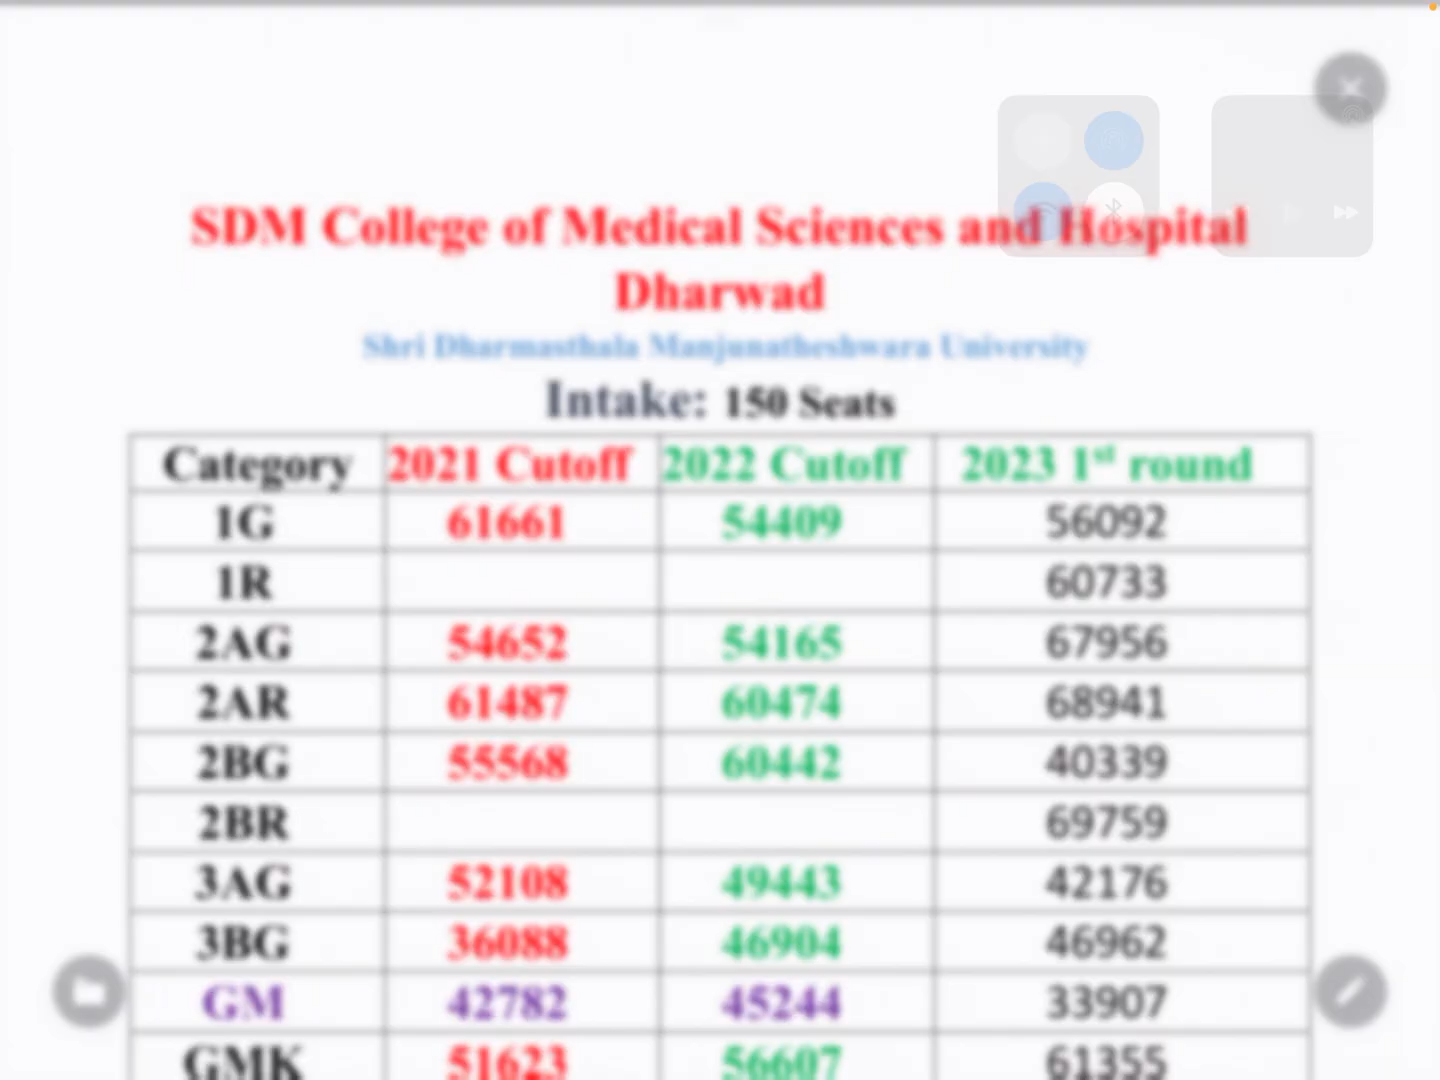 SDM College of Medical Sciences and Hospital
Dharwad
Shri Dharmasthala Manjunatheshwara University
Intake: 150 Seats
Category 2021 Cutoff 2022 Cutoff 2023 1st round
1G 61661 54409 56092
1R 60733
2AG 54652 54165 67956
2AR 61487 60474 68941
2BG 55568 60442 40339
2BR 69759
3AG 52108 49443 42176
3BG 36088 46904 46962
GM 42782 45244 33907
GMK 51623 56607 61355